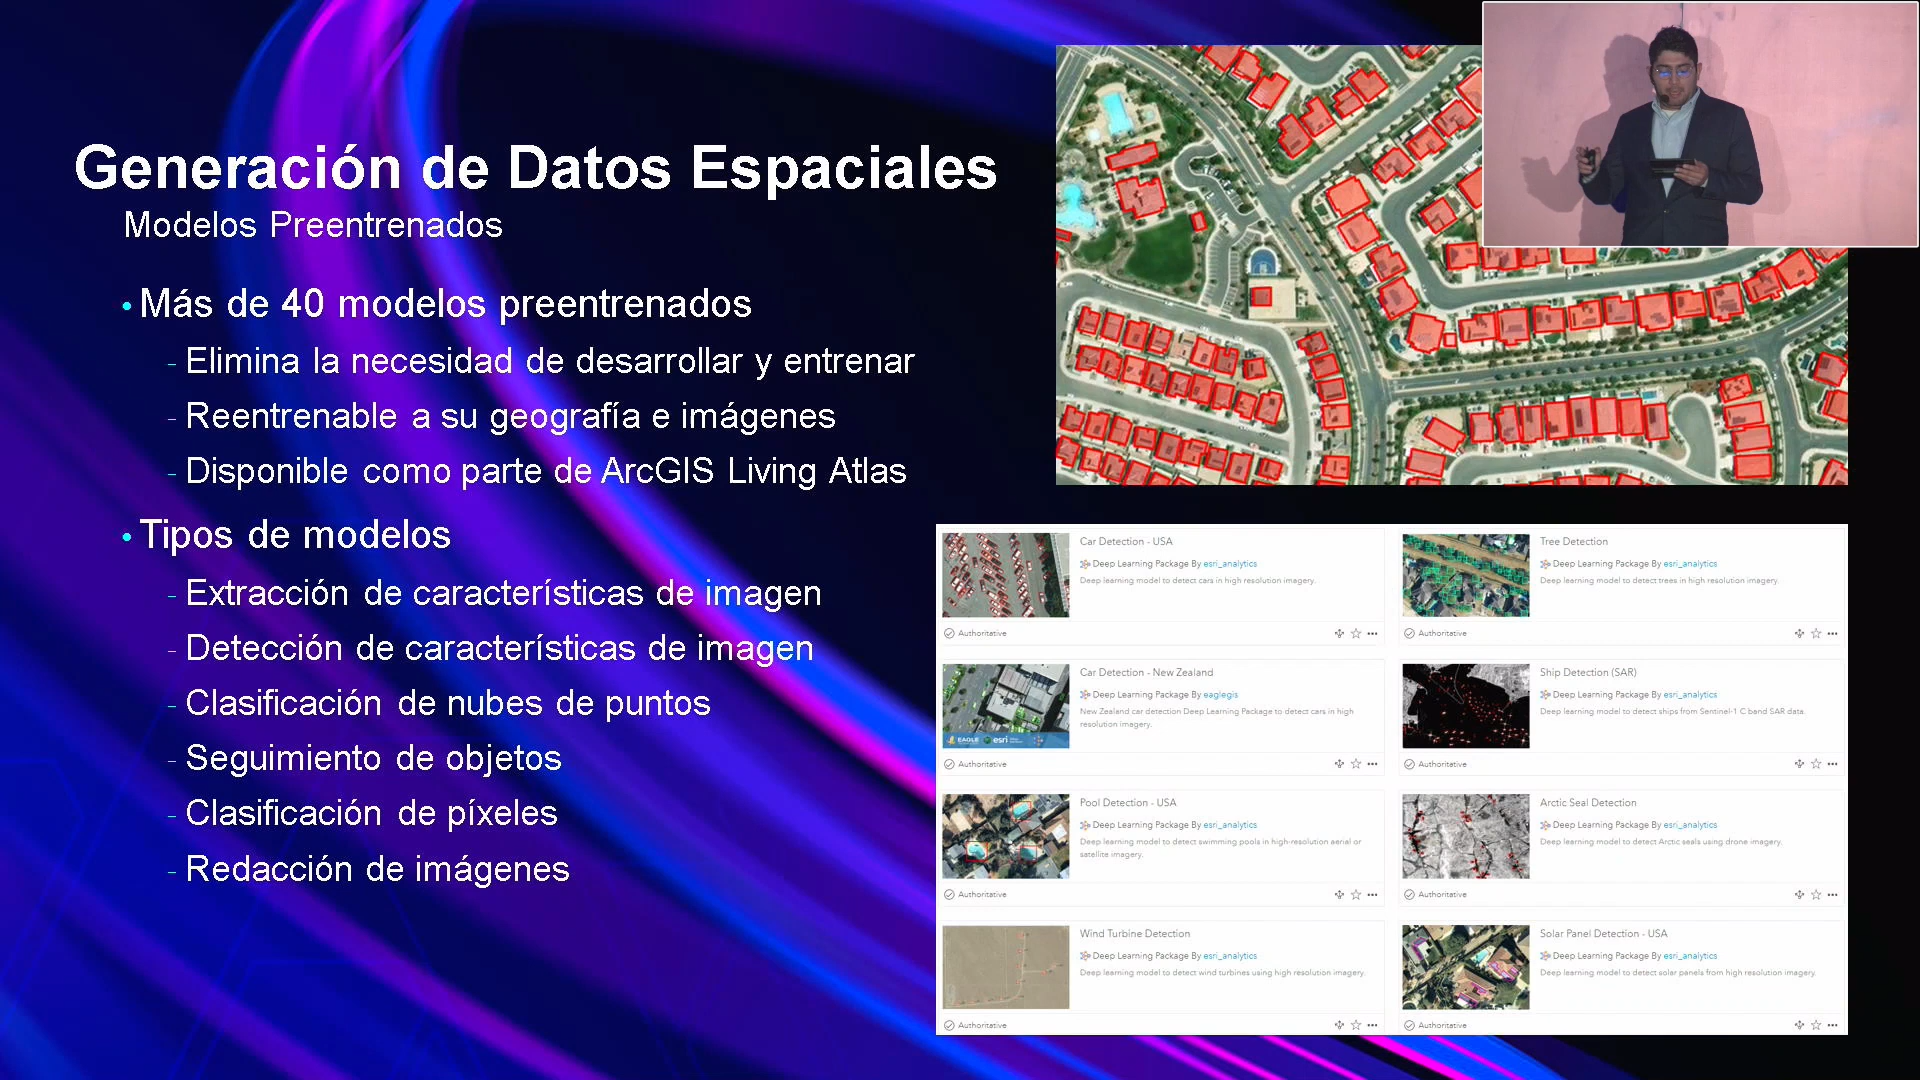 Generación de Datos Espaciales
Modelos Preentrenados
• Más de 40 modelos preentrenados
- Elimina la necesidad de desarrollar y entrenar
- Reentrenable a su geografía e imágenes
- Disponible como parte de ArcGIS Living Atlas
• Tipos de modelos
- Extracción de características de imagen
- Detección de características de imagen
- Clasificación de nubes de puntos
- Seguimiento de objetos
- Clasificación de píxeles
- Redacción de imágenes
Car Detection - USA
Deep Learning Package By esri_analytics
Deep learning model to detect cars in high resolution imagery.
Authoritative
Tree Detection
Deep Learning Package By esri_analytics
Deep learning model to detect trees in high resolution imagery.
Authoritative
Car Detection - New Zealand
Deep Learning Package By eaglegis
New Zealand car detection Deep Learning Package to detect cars in high
resolution imagery.
EAGLE
esri
Authoritative
Ship Detection (SAR)
Deep Learning Package By esri_analytics
Deep learning model to detect ships from Sentinel-1 C band SAR data.
Authoritative
Pool Detection - USA
Deep Learning Package By esri_analytics
Deep learning model to detect swimming pools in high-resolution aerial or
satellite imagery.
Authoritative
Arctic Seal Detection
Deep Learning Package By esri_analytics
Deep learning model to detect Arctic seals using drone imagery.
Authoritative
Wind Turbine Detection
Deep Learning Package By esri_analytics
Deep learning model to detect wind turbines using high resolution imagery.
Authoritative
Solar Panel Detection - USA
Deep Learning Package By esri_analytics
Deep learning model to detect solar panels from high resolution imagery.
Authoritative